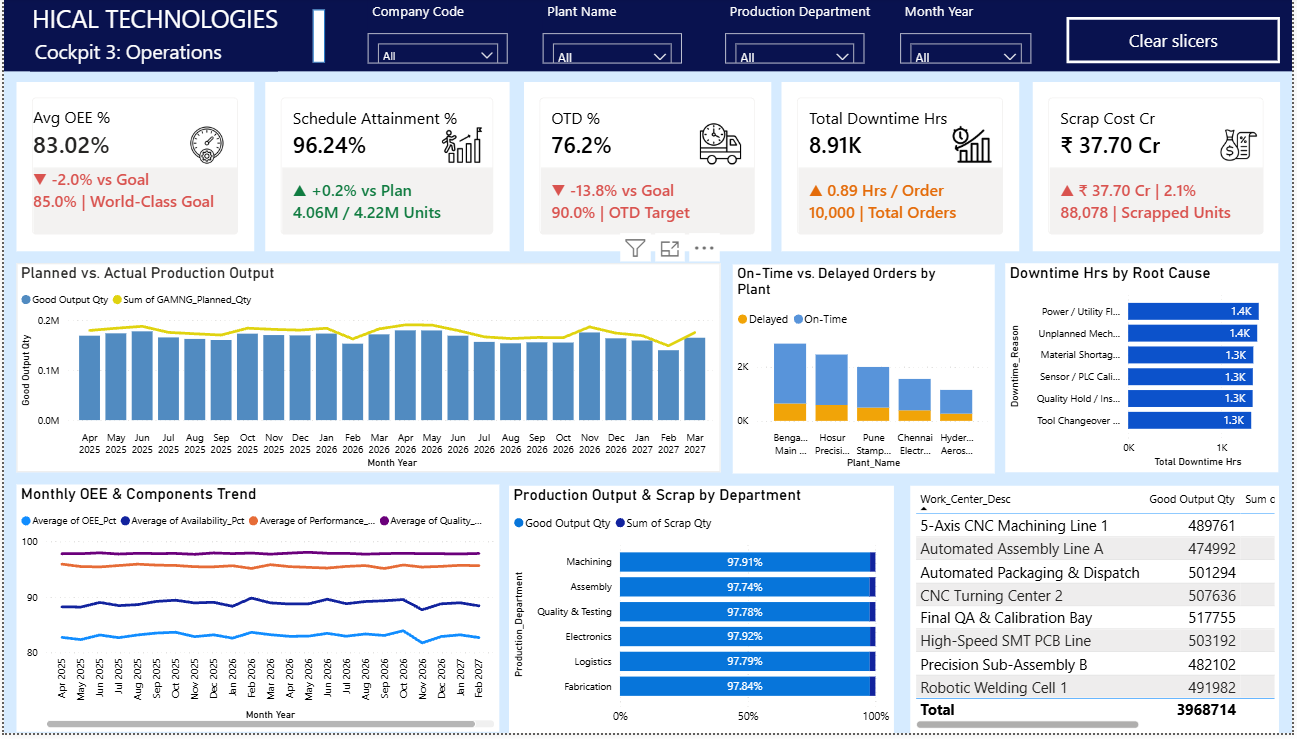 HICAL TECHNOLOGIES
Cockpit 3: Operations
Company Code
All
Plant Name
All
Production Department
All
Month Year
All
Clear slicers
Avg OEE %
83.02%
▼ -2.0% vs Goal
85.0% | World-Class Goal
Schedule Attainment %
96.24%
▲ +0.2% vs Plan
4.06M / 4.22M Units
OTD %
76.2%
▼ -13.8% vs Goal
90.0% | OTD Target
Total Downtime Hrs
8.91K
▲ 0.89 Hrs / Order
10,000 | Total Orders
Scrap Cost Cr
₹ 37.70 Cr
▲ ₹ 37.70 Cr | 2.1%
88,078 | Scrapped Units
Planned vs. Actual Production Output
Good Output Qty Sum of GAMNG_Planned_Qty
Good Output Qty
0.2M
0.1M
0.0M
Apr May Jun Jul Aug Sep Oct Nov Dec Jan Feb Mar Apr May Jun Jul Aug Sep Oct Nov Dec Jan Feb Mar
2025 2025 2025 2025 2025 2025 2025 2025 2025 2026 2026 2026 2026 2026 2026 2026 2026 2026 2026 2026 2026 2027 2027 2027
Month Year
On-Time vs. Delayed Orders by
Plant
Delayed On-Time
2K
0K
Benga... Hosur Pune Chennai Hyder...
Main ... Precisi... Stamp... Electr... Aeros...
Plant_Name
Downtime Hrs by Root Cause
Downtime_Reason
Power / Utility Fl... 1.4K
Unplanned Mech... 1.4K
Material Shortag... 1.3K
Sensor / PLC Cali... 1.3K
Quality Hold / Ins... 1.3K
Tool Changeover ... 1.3K
0K 1K
Total Downtime Hrs
Monthly OEE & Components Trend
Average of OEE_Pct Average of Availability_Pct Average of Performance_... Average of Quality_...
100
90
80
Apr 2025 May 2025 Jun 2025 Jul 2025 Aug 2025 Sep 2025 Oct 2025 Nov 2025 Dec 2025 Jan 2026 Feb 2026 Mar 2026 Apr 2026 May 2026 Jun 2026 Jul 2026 Aug 2026 Sep 2026 Oct 2026 Nov 2026 Dec 2026 Jan 2027 Feb 2027
Month Year
Production Output & Scrap by Department
Good Output Qty Sum of Scrap Qty
Production_Department
Machining 97.91%
Assembly 97.74%
Quality & Testing 97.78%
Electronics 97.92%
Logistics 97.79%
Fabrication 97.84%
0% 50% 100%
Work_Center_Desc Good Output Qty Sum c
5-Axis CNC Machining Line 1 489761
Automated Assembly Line A 474992
Automated Packaging & Dispatch 501294
CNC Turning Center 2 507636
Final QA & Calibration Bay 517755
High-Speed SMT PCB Line 503192
Precision Sub-Assembly B 482102
Robotic Welding Cell 1 491982
Total 3968714